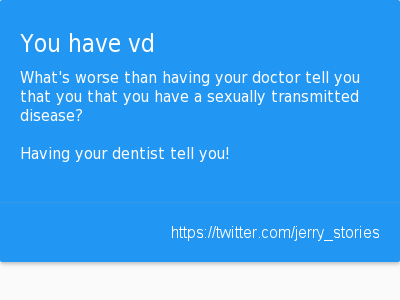 You have vd
What's worse than having your doctor tell you
that you that you have a sexually transmitted
disease?
Having your dentist tell you!
https://twitter.com/jerry_stories